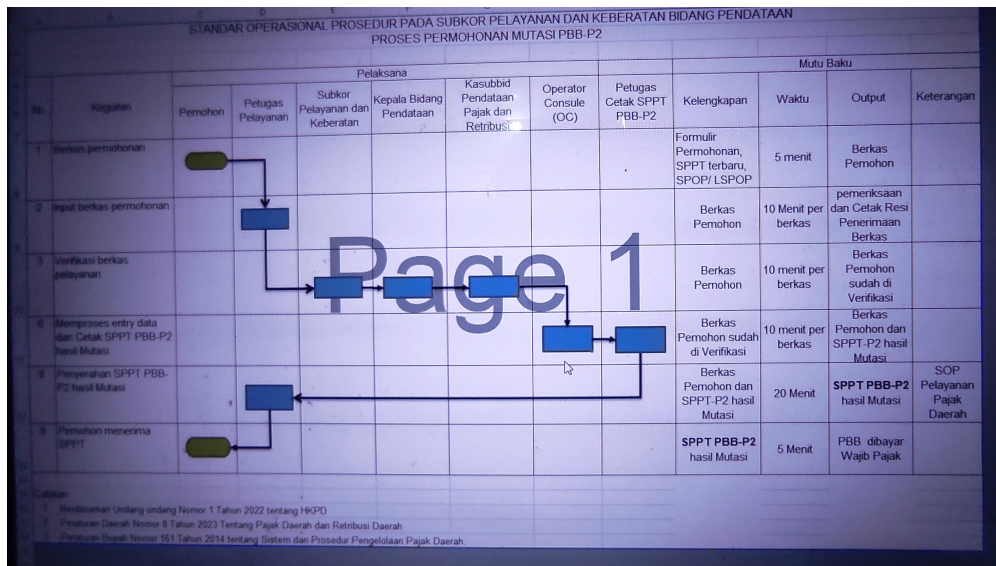 STANDAR OPERASIONAL PROSEDUR PADA SUBKOR PELAYANAN DAN KEBERATAN BIDANG PENDATAAN
PROSES PERMOHONAN MUTASI PBB-P2
No
Kegiatan
Pelaksana
Mutu Baku
Pemohon
Petugas
Pelayanan
Subkor
Pelayanan dan
Keberatan
Kepala Bidang
Pendataan
Kasubbid
Pendataan
Pajak dan
Retribusi
Operator
Consule
(OC)
Petugas
Cetak SPPT
PBB-P2
Kelengkapan
Waktu
Output
Keterangan
1
Berkas permohonan
Formulir
Permohonan,
SPPT terbaru,
SPOP/ LSPOP
5 menit
Berkas
Pemohon
2
Input berkas permohonan
Berkas
Pemohon
10 Menit per
berkas
pemeriksaan
dan Cetak Resi
Penerimaan
Berkas
3
Verifikasi berkas
pelayanan
Berkas
Pemohon
10 menit per
berkas
Berkas
Pemohon
sudah di
Verifikasi
Page 1
6
Memproses entry data
dan Cetak SPPT PBB-P2
hasil Mutasi
Berkas
Pemohon sudah
di Verifikasi
10 menit per
berkas
Berkas
Pemohon dan
SPPT-P2 hasil
Mutasi
8
Penyerahan SPPT PBB-
P2 hasil Mutasi
Berkas
Pemohon dan
SPPT-P2 hasil
Mutasi
20 Menit
SPPT PBB-P2
hasil Mutasi
SOP
Pelayanan
Pajak
Daerah
9
Pemohon menerima
SPPT
SPPT PBB-P2
hasil Mutasi
5 Menit
PBB dibayar
Wajib Pajak
Catatan
1 Berdasarkan Undang undang Nomor 1 Tahun 2022 tentang HKPD
2 Peraturan Daerah Nomor 8 Tahun 2023 Tentang Pajak Daerah dan Retribusi Daerah
3 Peraturan Bupati Nomor 161 Tahun 2014 tentang Sistem dan Prosedur Pengelolaan Pajak Daerah.